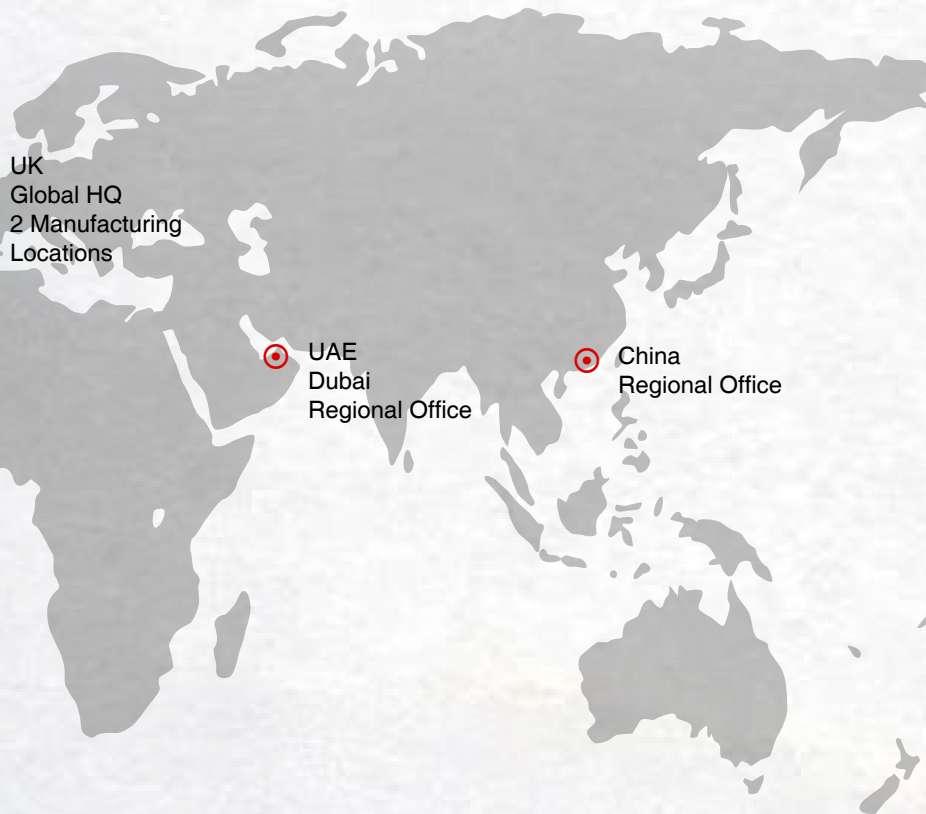 UK
Global HQ
2 Manufacturing
Locations
UAE
Dubai
Regional Office
China
Regional Office